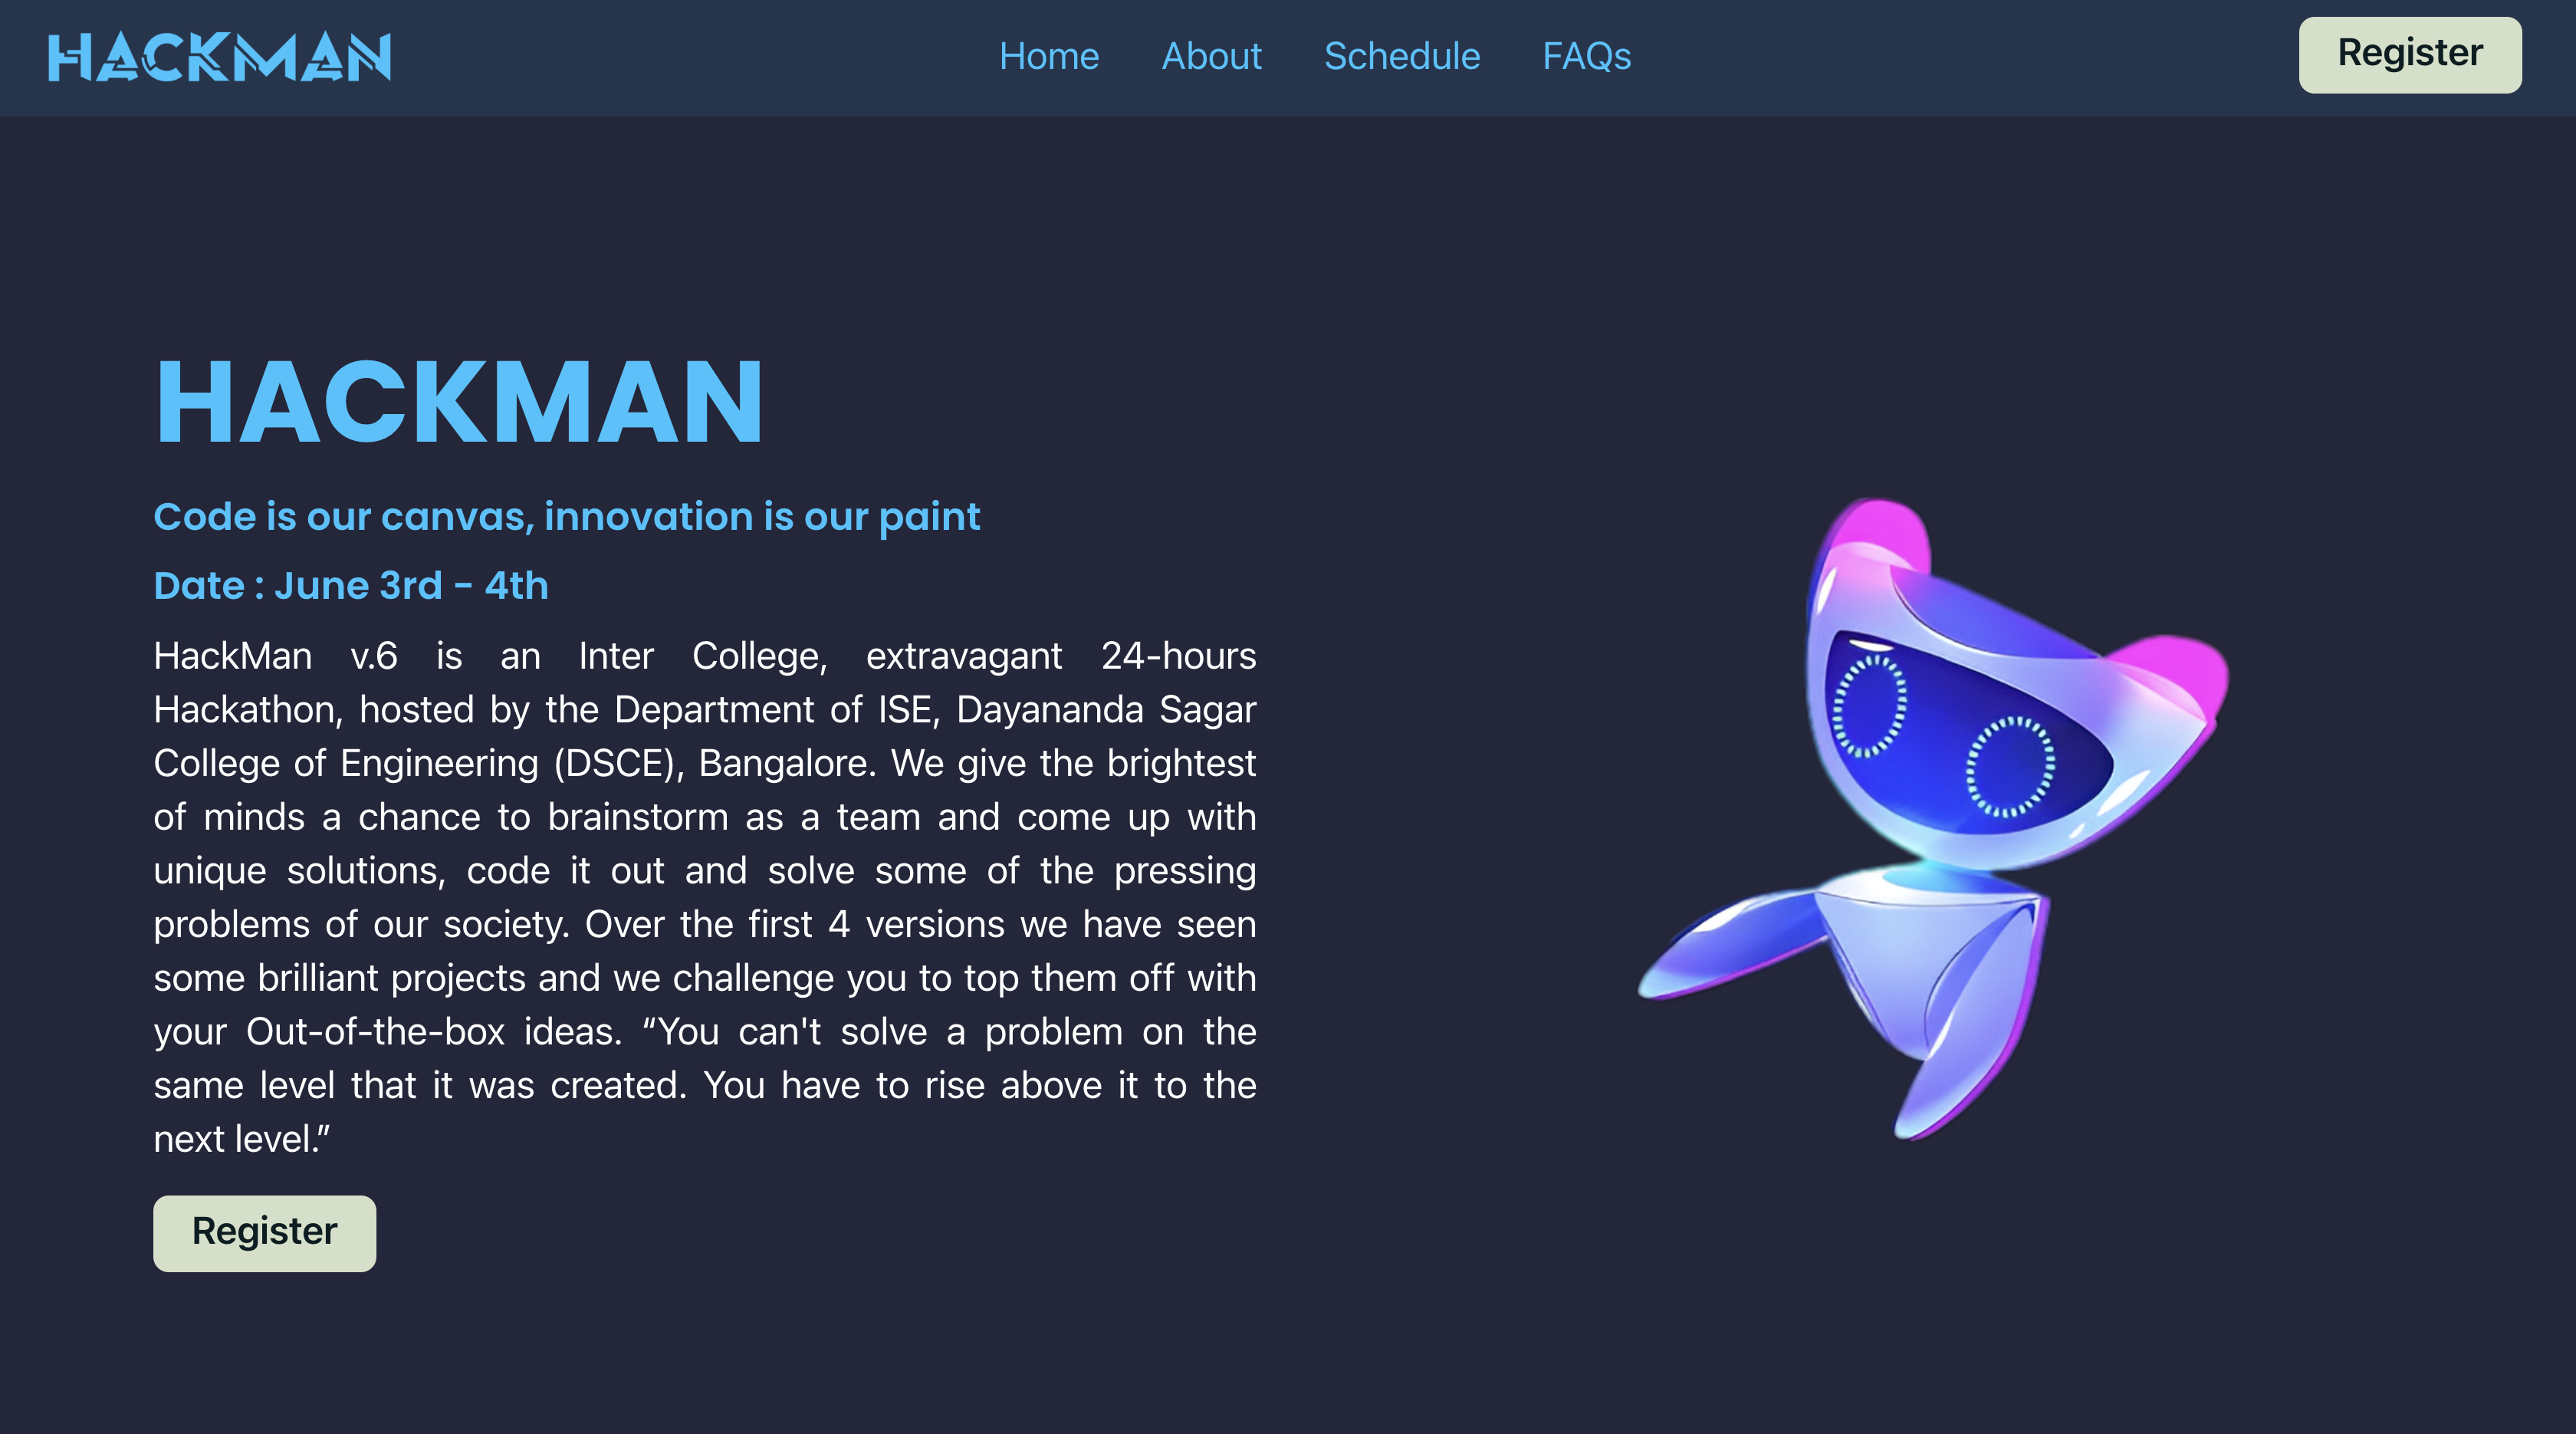 HACKMAN
Home
About
Schedule
FAQs
Register
HACKMAN
Code is our canvas, innovation is our paint
Date : June 3rd - 4th
HackMan v.6 is an Inter College, extravagant 24-hours
Hackathon, hosted by the Department of ISE, Dayananda Sagar
College of Engineering (DSCE), Bangalore. We give the brightest
of minds a chance to brainstorm as a team and come up with
unique solutions, code it out and solve some of the pressing
problems of our society. Over the first 4 versions we have seen
some brilliant projects and we challenge you to top them off with
your Out-of-the-box ideas. “You can't solve a problem on the
same level that it was created. You have to rise above it to the
next level.”
Register